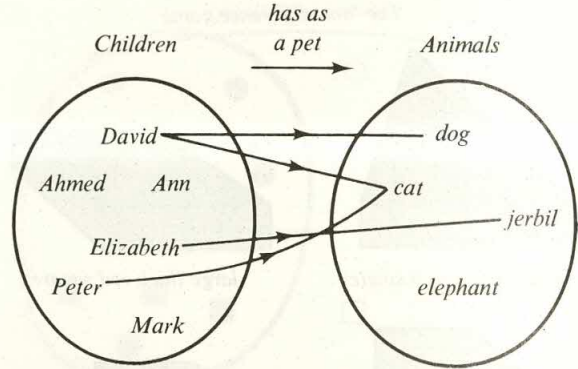 has as
Children a pet Animals
David dog
Ahmed Ann cat
jerbil
Elizabeth
Peter elephant
Mark